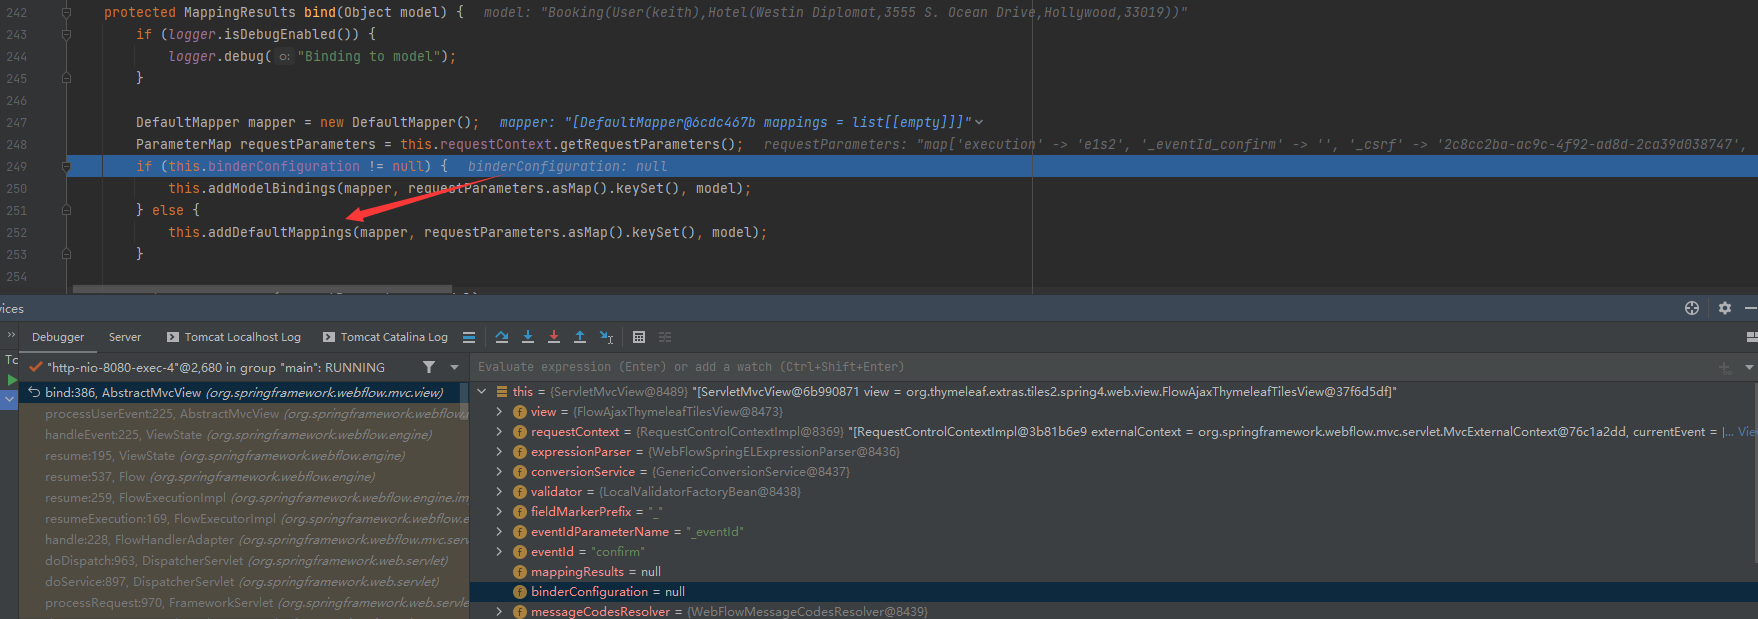 242 protected MappingResults bind(Object model) { model: "Booking(User(keith),Hotel(Westin Diplomat,3555 S. Ocean Drive,Hollywood,33019))"
243 if (logger.isDebugEnabled()) {
244 logger.debug( o: "Binding to model");
245 }
246
247 DefaultMapper mapper = new DefaultMapper(); mapper: "[DefaultMapper@6cdc467b mappings = list[[empty]]]"
248 ParameterMap requestParameters = this.requestContext.getRequestParameters(); requestParameters: "map['execution' -> 'e1s2', '_eventId_confirm' -> '', '_csrf' -> '2c8cc2ba-ac9c-4f92-ad8d-2ca39d038747',
249 if (this.binderConfiguration != null) { binderConfiguration: null
250 this.addModelBindings(mapper, requestParameters.asMap().keySet(), model);
251 } else {
252 this.addDefaultMappings(mapper, requestParameters.asMap().keySet(), model);
253 }
254
vices
Debugger Server Tomcat Localhost Log Tomcat Catalina Log
To
"http-nio-8080-exec-4"@2,680 in group "main": RUNNING
Evaluate expression (Enter) or add a watch (Ctrl+Shift+Enter)
bind:386, AbstractMvcView (org.springframework.webflow.mvc.view)
processUserEvent:225, AbstractMvcView (org.springframework.webflow.
handleEvent:225, ViewState (org.springframework.webflow.engine)
resume:195, ViewState (org.springframework.webflow.engine)
resume:537, Flow (org.springframework.webflow.engine)
resume:259, FlowExecutionImpl (org.springframework.webflow.engine.im
resumeExecution:169, FlowExecutorImpl (org.springframework.webflow.e
handle:228, FlowHandlerAdapter (org.springframework.webflow.mvc.serv
doDispatch:963, DispatcherServlet (org.springframework.web.servlet)
doService:897, DispatcherServlet (org.springframework.web.servlet)
processRequest:970, FrameworkServlet (org.springframework.web.servle
this = {ServletMvcView@8489} "[ServletMvcView@6b990871 view = org.thymeleaf.extras.tiles2.spring4.web.view.FlowAjaxThymeleafTilesView@37f6d5df]"
view = {FlowAjaxThymeleafTilesView@8473}
requestContext = {RequestControlContextImpl@8369} "[RequestControlContextImpl@3b81b6e9 externalContext = org.springframework.webflow.mvc.servlet.MvcExternalContext@76c1a2dd, currentEvent = |... View
expressionParser = {WebFlowSpringELExpressionParser@8436}
conversionService = {GenericConversionService@8437}
validator = {LocalValidatorFactoryBean@8438}
fieldMarkerPrefix = "_"
eventIdParameterName = "_eventId"
eventId = "confirm"
mappingResults = null
binderConfiguration = null
messageCodesResolver = {WebFlowMessageCodesResolver@8439}